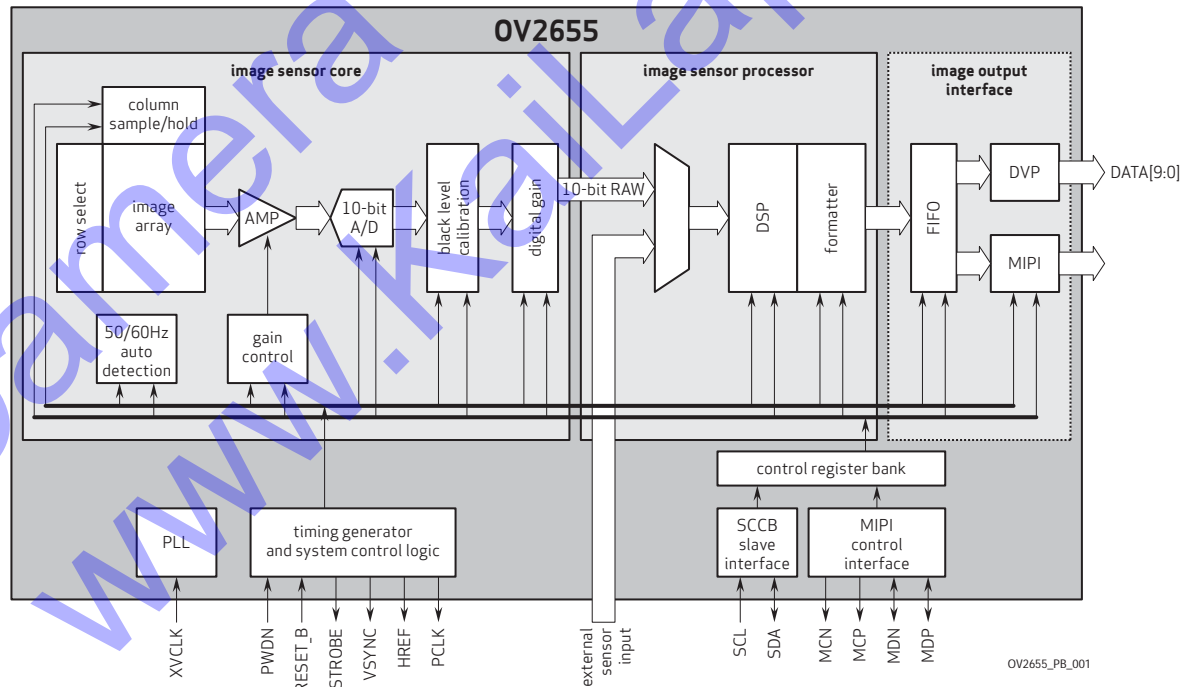 OV2655
image sensor core
image sensor processor
image output
interface
column
sample/hold
row select
image
array
AMP
10-bit
A/D
black level
calibration
digital gain
10-bit RAW
DSP
formatter
FIFO
DVP
DATA[9:0]
MIPI
50/60Hz
auto
detection
gain
control
control register bank
PLL
timing generator
and system control logic
SCCB
slave
interface
MIPI
control
interface
XVCLK
PWDN
RESET_B
STROBE
VSYNC
HREF
PCLK
external
sensor
input
SCL
SDA
MCN
MCP
MDN
MDP
OV2655_PB_001
amera
www.KaiLa